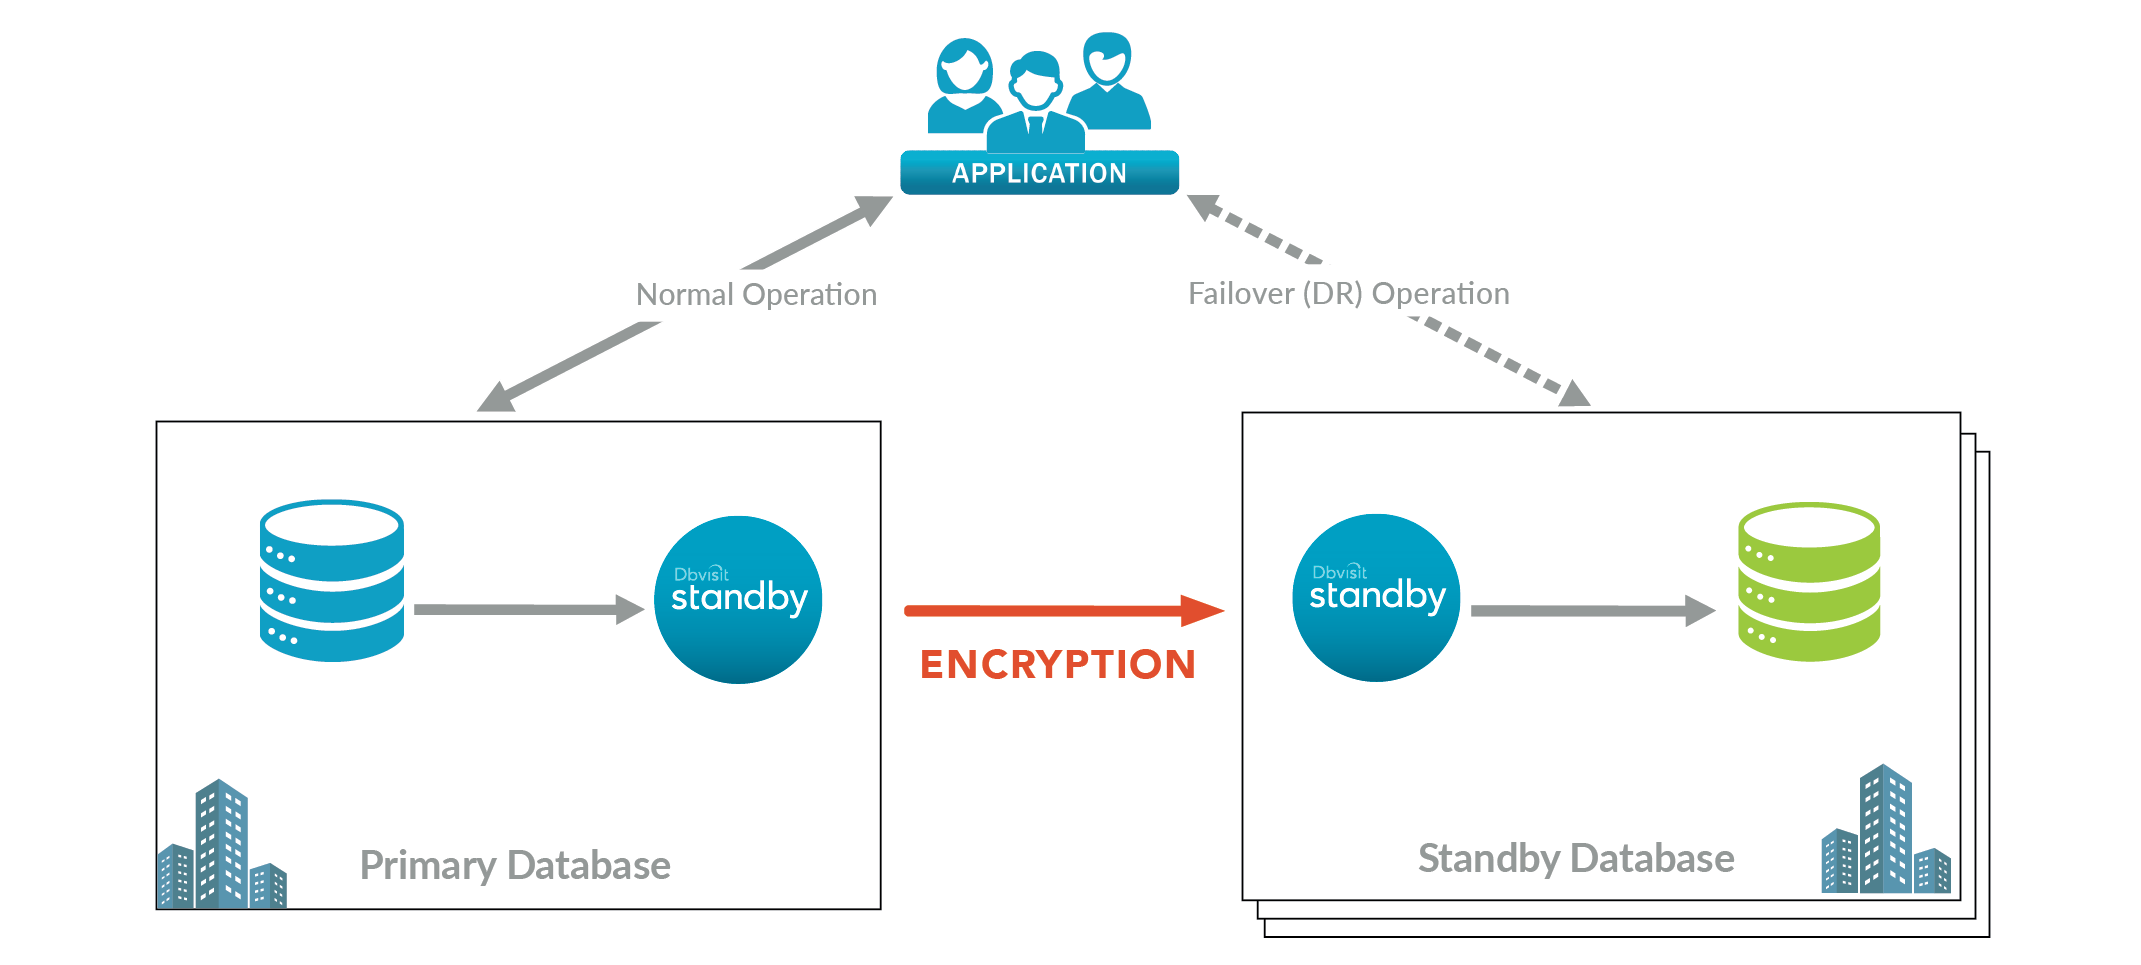 APPLICATION
Normal Operation
Failover (DR) Operation
Dbvisit
standby
ENCRYPTION
Dbvisit
standby
Primary Database
Standby Database